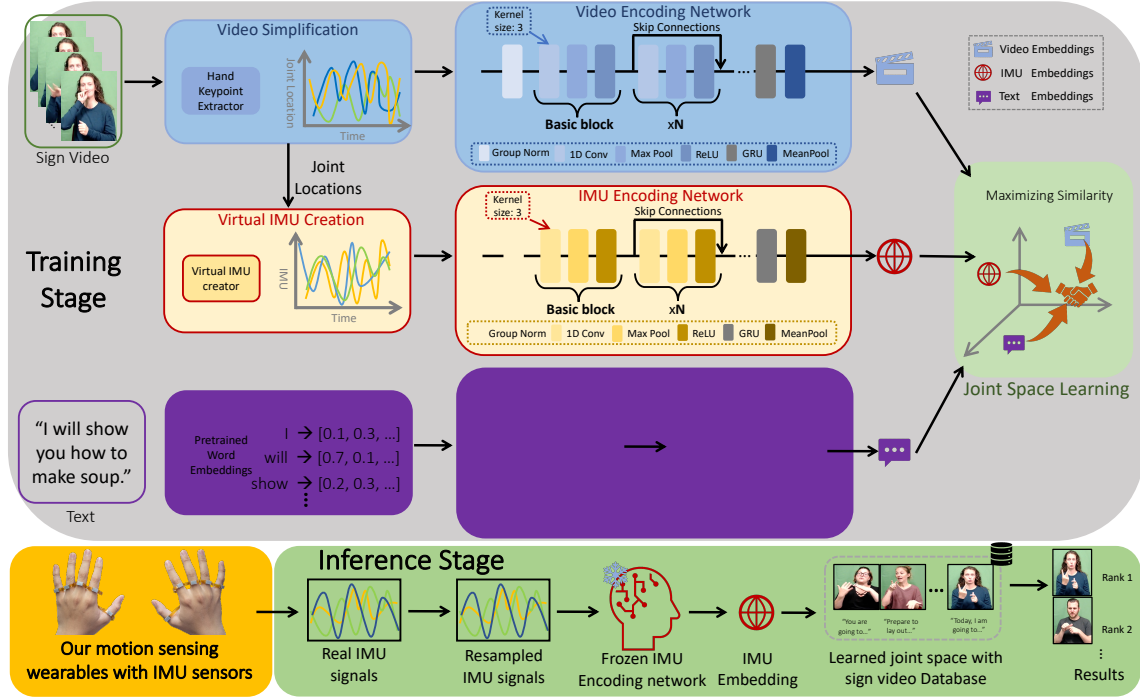 Video Simplification
Hand
Keypoint
Extractor
Joint
Location
Time
Sign Video
Video Encoding Network
Kernel
size: 3
Skip Connections
Basic block
xN
Group Norm
1D Conv
Max Pool
ReLU
GRU
MeanPool
Video Embeddings
IMU Embeddings
Text Embeddings
Joint
Locations
Training
Stage
Virtual IMU Creation
Virtual IMU
creator
IMU
Time
IMU Encoding Network
Kernel
size: 3
Skip Connections
Basic block
xN
Group Norm
1D Conv
Max Pool
ReLU
GRU
MeanPool
Maximizing Similarity
Joint Space Learning
“I will show
you how to
make soup.”
Text
Pretrained
Word
Embeddings
I → [0.1, 0.3, …]
will → [0.7, 0.1, …]
show → [0.2, 0.3, …]
Our motion sensing
wearables with IMU sensors
Inference Stage
Real IMU
signals
Resampled
IMU signals
Frozen IMU
Encoding network
IMU
Embedding
“You are
going to…”
“Prepare to
lay out…”
“Today, I am
going to…”
Learned joint space with
sign video Database
Rank 1
Rank 2
Results